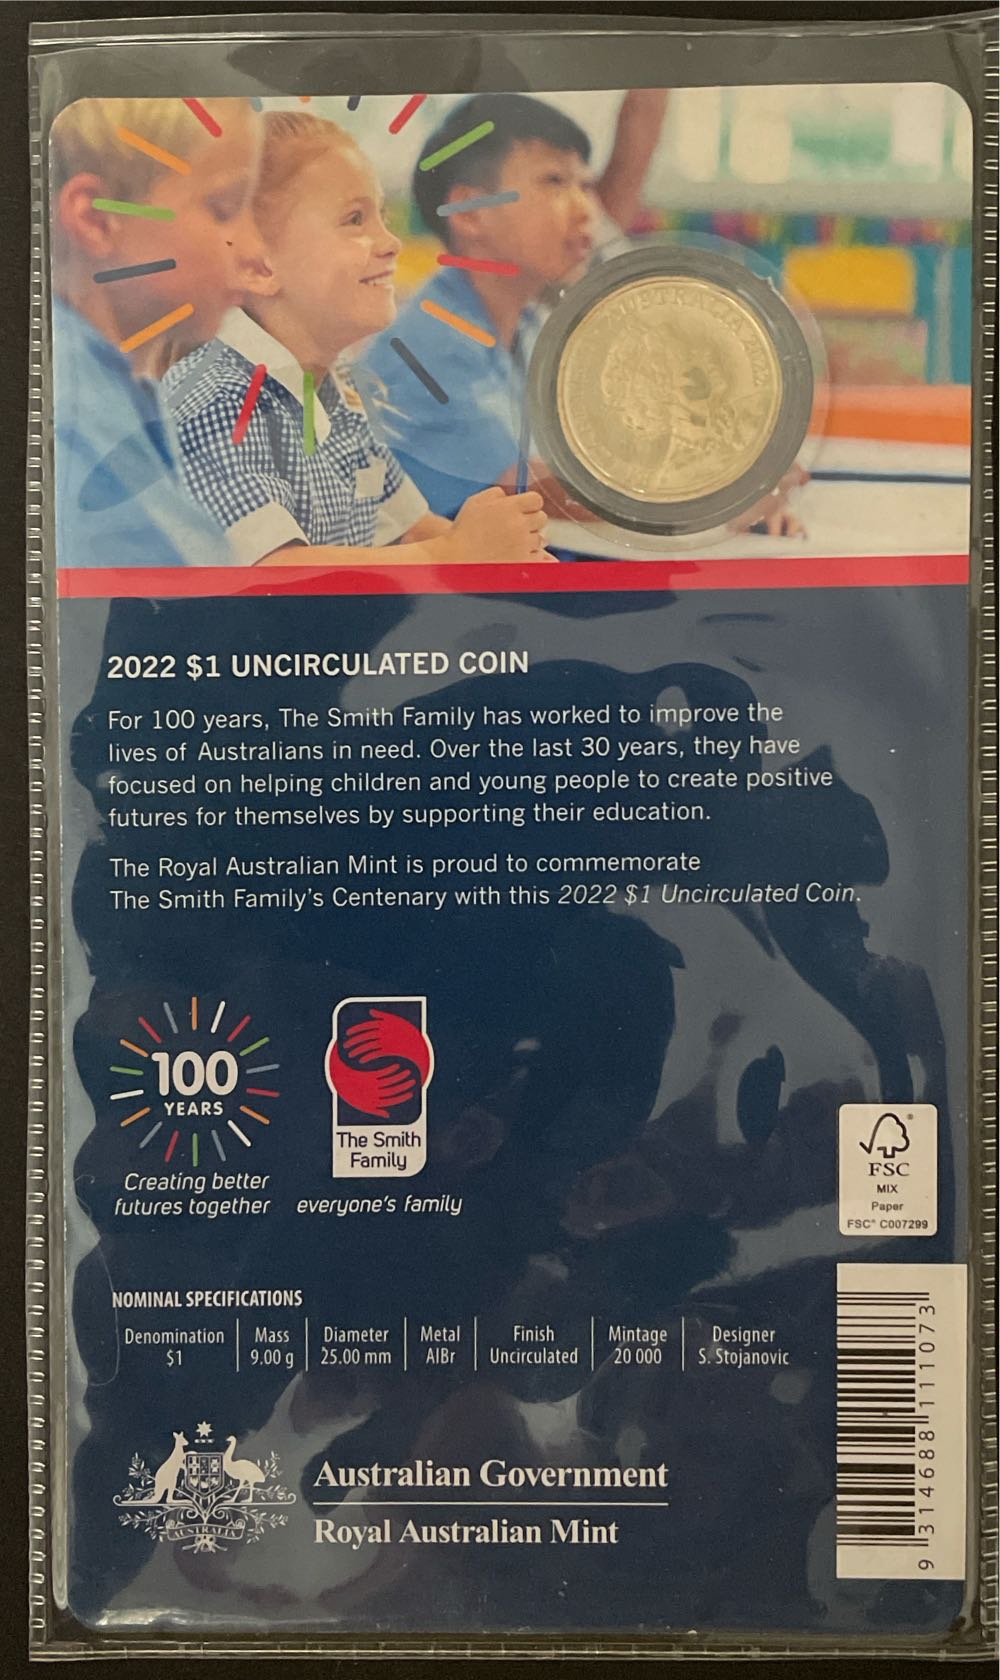 AUSTRALIA 2022
2022 $1 UNCIRCULATED COIN
For 100 years, The Smith Family has worked to improve the
lives of Australians in need. Over the last 30 years, they have
focused on helping children and young people to create positive
futures for themselves by supporting their education.
The Royal Australian Mint is proud to commemorate
The Smith Family's Centenary with this 2022 $1 Uncirculated Coin.
100
YEARS
Creating better
futures together
The Smith
Family
everyone's family
FSC
MIX
Paper
FSC® C007299
NOMINAL SPECIFICATIONS
Denomination Mass Diameter Metal Finish Mintage Designer
$1 9.00 g 25.00 mm AlBr Uncirculated 20 000 S. Stojanovic
AUSTRALIA
Australian Government
Royal Australian Mint
9 314688 111073